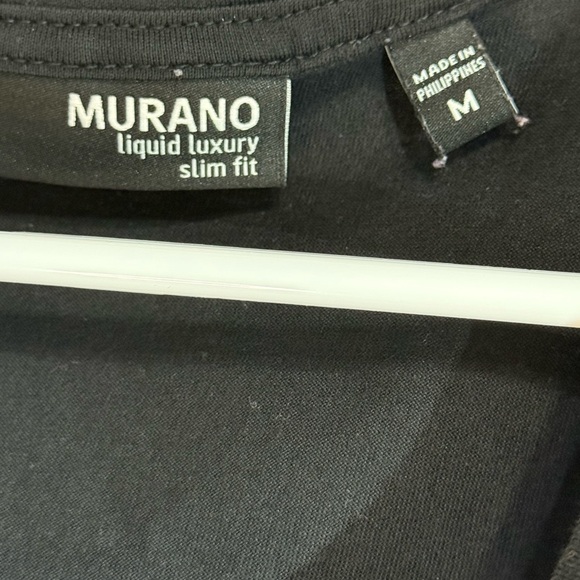 MURANO
liquid luxury
slim fit
MADE IN
PHILIPPINES
M